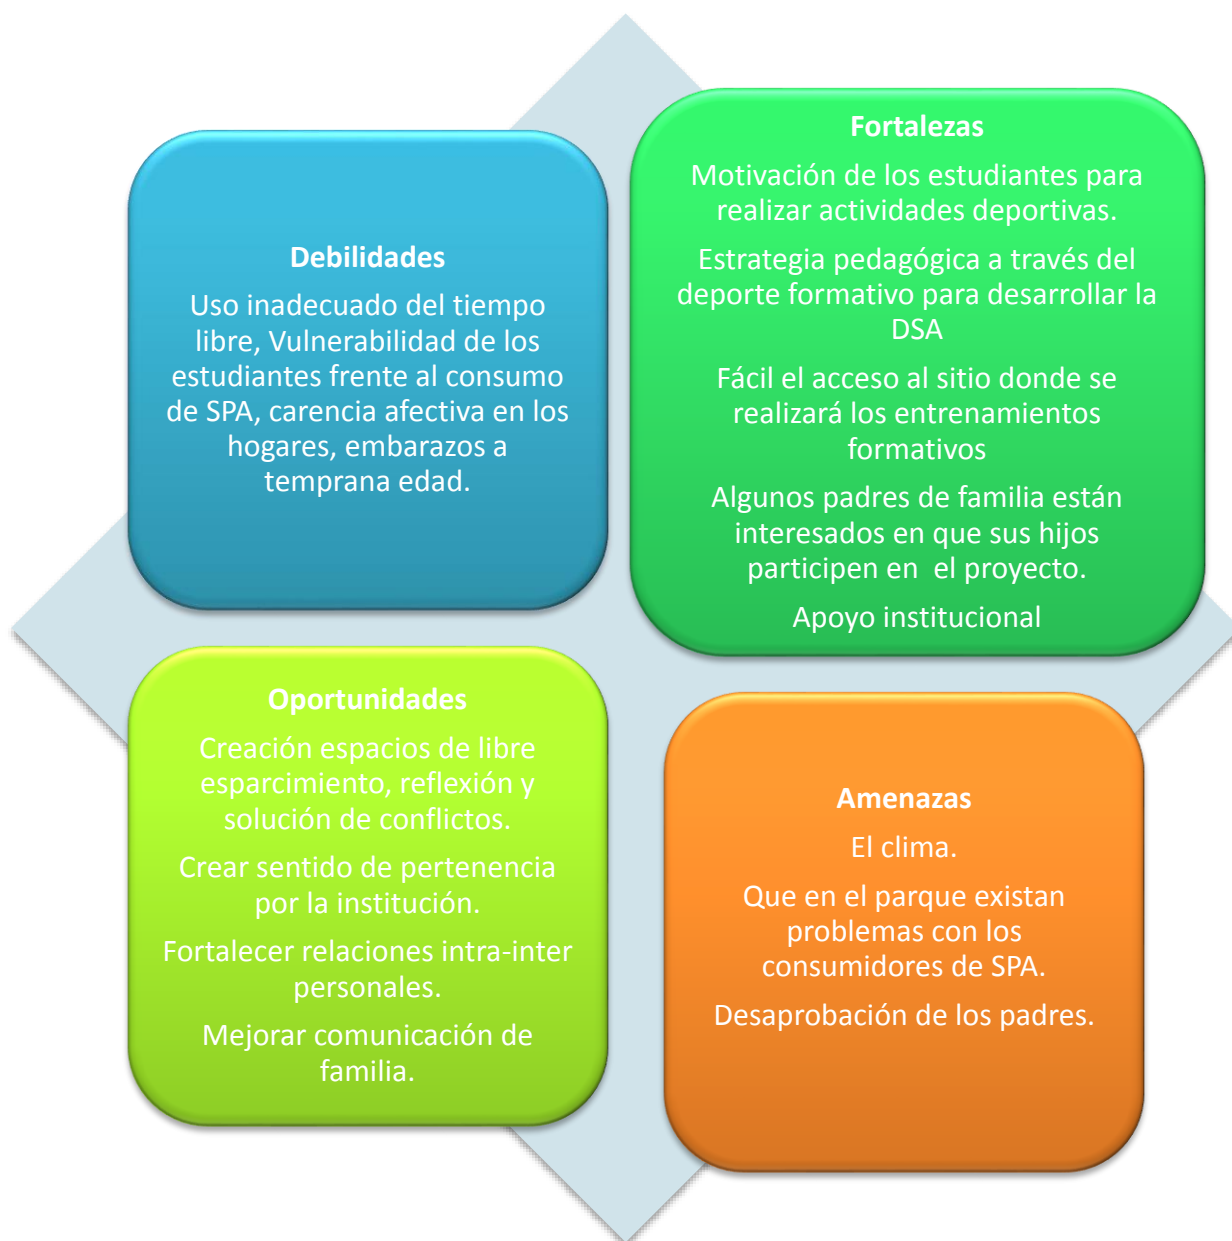 Debilidades
Uso inadecuado del tiempo
libre, Vulnerabilidad de los
estudiantes frente al consumo
de SPA, carencia afectiva en los
hogares, embarazos a
temprana edad.
Fortalezas
Motivación de los estudiantes para
realizar actividades deportivas.
Estrategia pedagógica a través del
deporte formativo para desarrollar la
DSA
Fácil el acceso al sitio donde se
realizará los entrenamientos
formativos
Algunos padres de familia están
interesados en que sus hijos
participen en el proyecto.
Apoyo institucional
Oportunidades
Creación espacios de libre
esparcimiento, reflexión y
solución de conflictos.
Crear sentido de pertenencia
por la institución.
Fortalecer relaciones intra-inter
personales.
Mejorar comunicación de
familia.
Amenazas
El clima.
Que en el parque existan
problemas con los
consumidores de SPA.
Desaprobación de los padres.